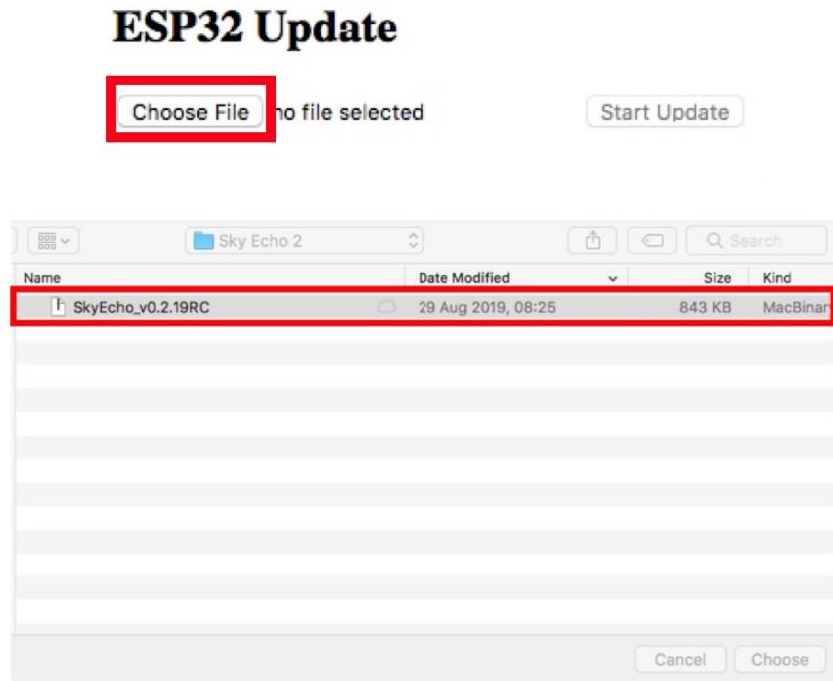 ESP32 Update
Choose File no file selected Start Update
Sky Echo 2 Search
Name Date Modified Size Kind
SkyEcho_v0.2.19RC 29 Aug 2019, 08:25 843 KB MacBinary
Cancel Choose